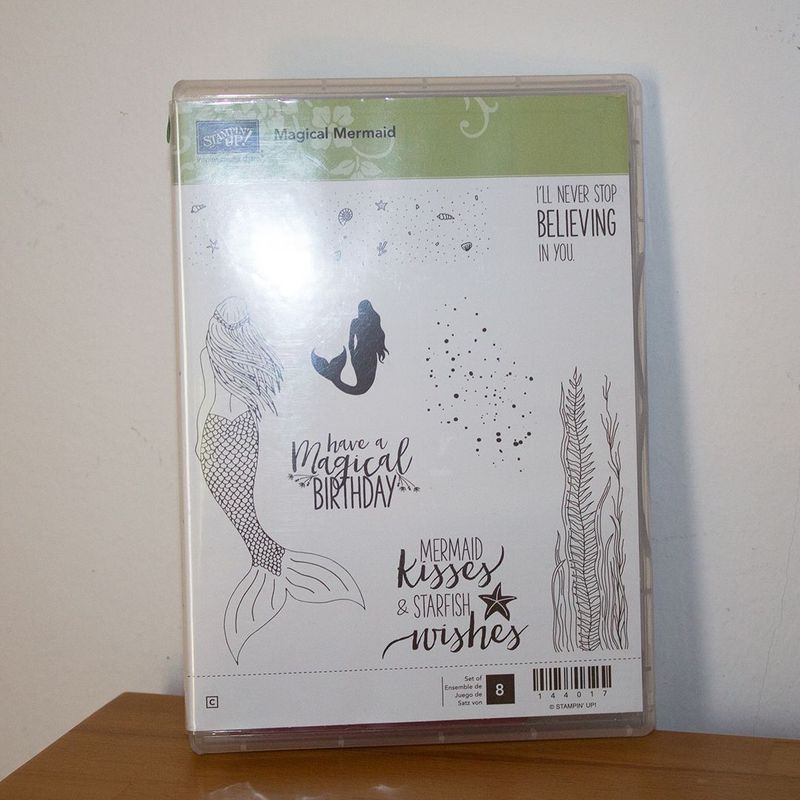 STAMPIN' UP!
Magical Mermaid
I'LL NEVER STOP
BELIEVING
IN YOU.
have a
Magical
BIRTHDAY
MERMAID
kisses
& STARFISH
wishes
C
Set of
Ensemble de
Juego de
Satz von
8
144017
© STAMPIN' UP!